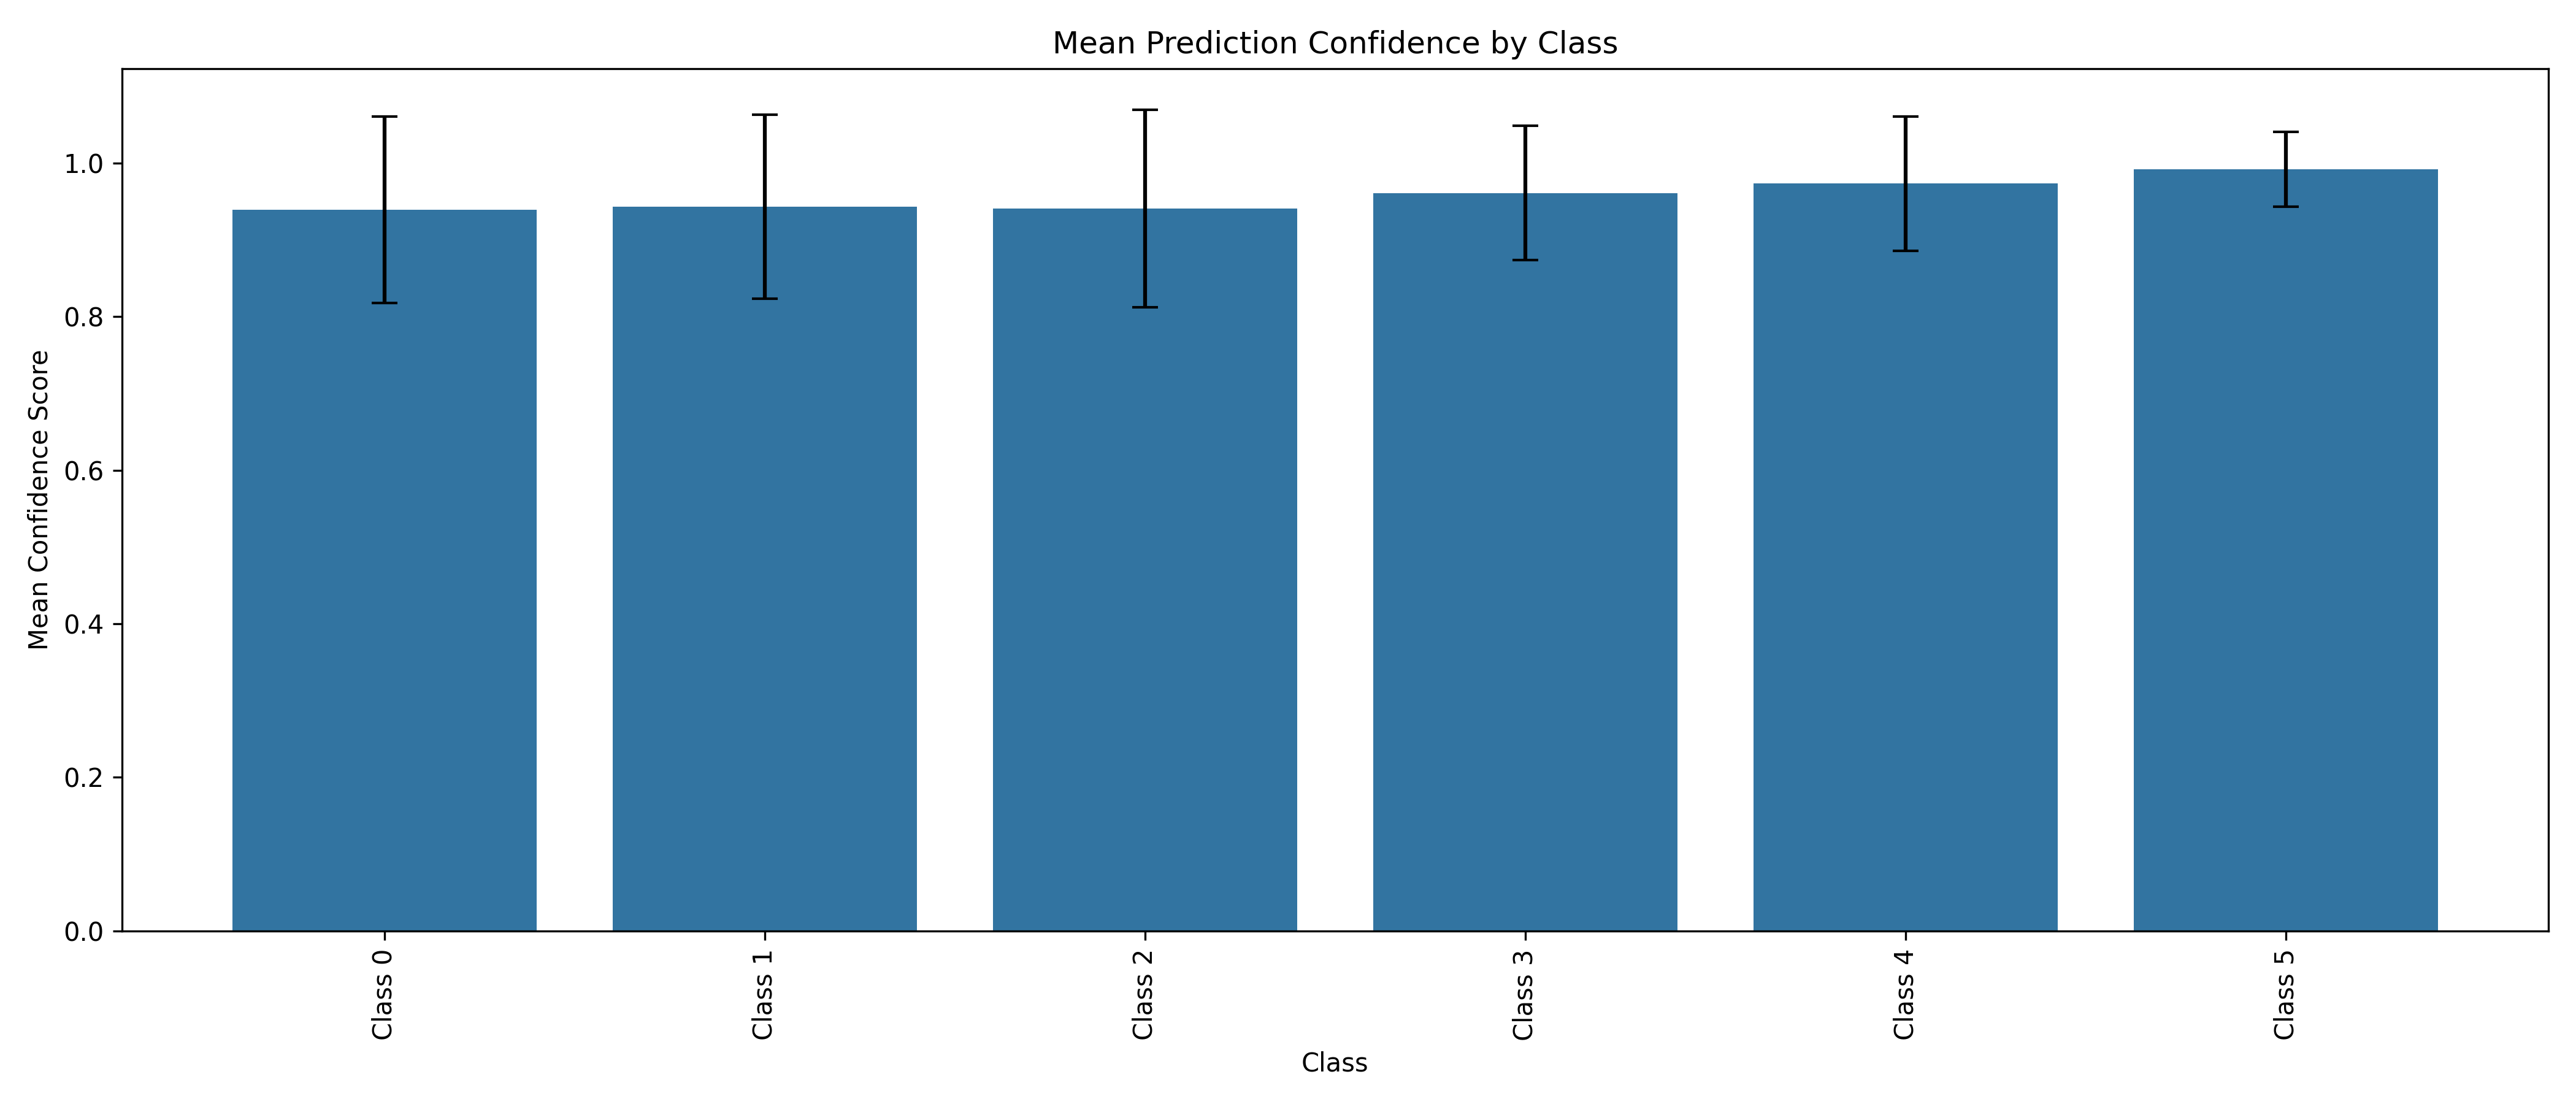 Mean Prediction Confidence by Class
Mean Confidence Score
1.0
0.8
0.6
0.4
0.2
0.0
Class 0
Class 1
Class 2
Class 3
Class 4
Class 5
Class